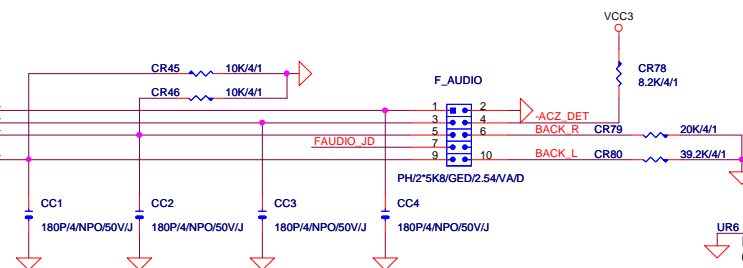 VCC3
CR45 10K/4/1
CR46 10K/4/1
CR78
8.2K/4/1
F_AUDIO
1 2
3 4 -ACZ_DET
5 6 BACK_R CR79 20K/4/1
FAUDIO_JD 7
9 10 BACK_L CR80 39.2K/4/1
PH/2*5K8/GED/2.54/VA/D
CC1
180P/4/NPO/50V/J
CC2
180P/4/NPO/50V/J
CC3
180P/4/NPO/50V/J
CC4
180P/4/NPO/50V/J
UR6